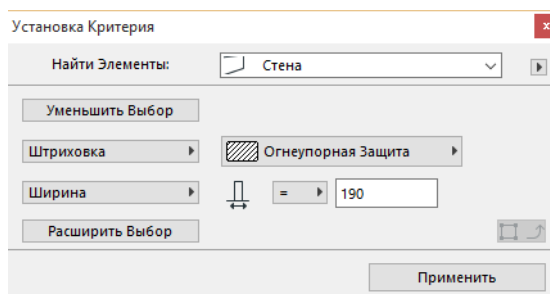 Установка Критерия
x
Найти Элементы: Стена
Уменьшить Выбор
Штриховка Огнеупорная Защита
Ширина = 190
Расширить Выбор
Применить